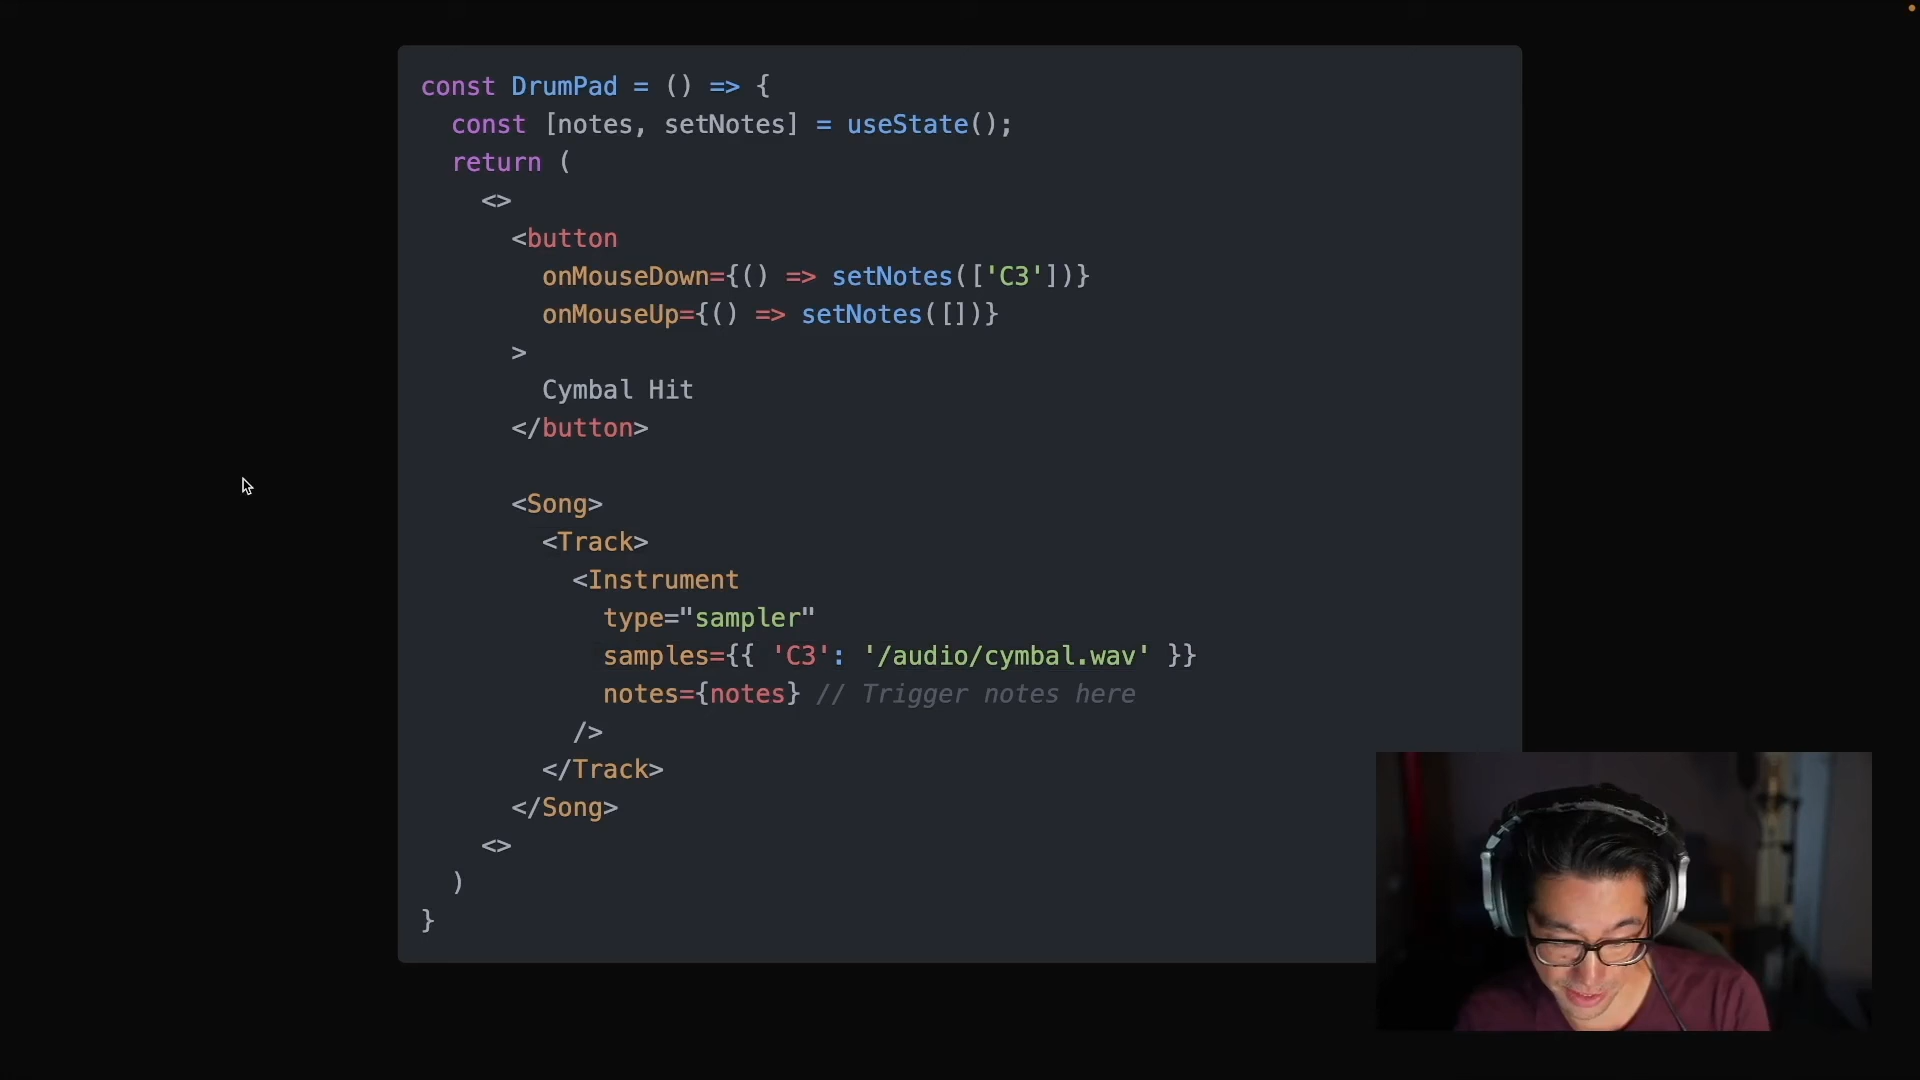 const DrumPad = () => {
const [notes, setNotes] = useState();
return (
<>
<button
onMouseDown={() => setNotes(['C3'])}
onMouseUp={() => setNotes([])}
>
Cymbal Hit
</button>
<Song>
<Track>
<Instrument
type="sampler"
samples={{ 'C3': '/audio/cymbal.wav' }}
notes={notes} // Trigger notes here
/>
</Track>
</Song>
<>
)
}